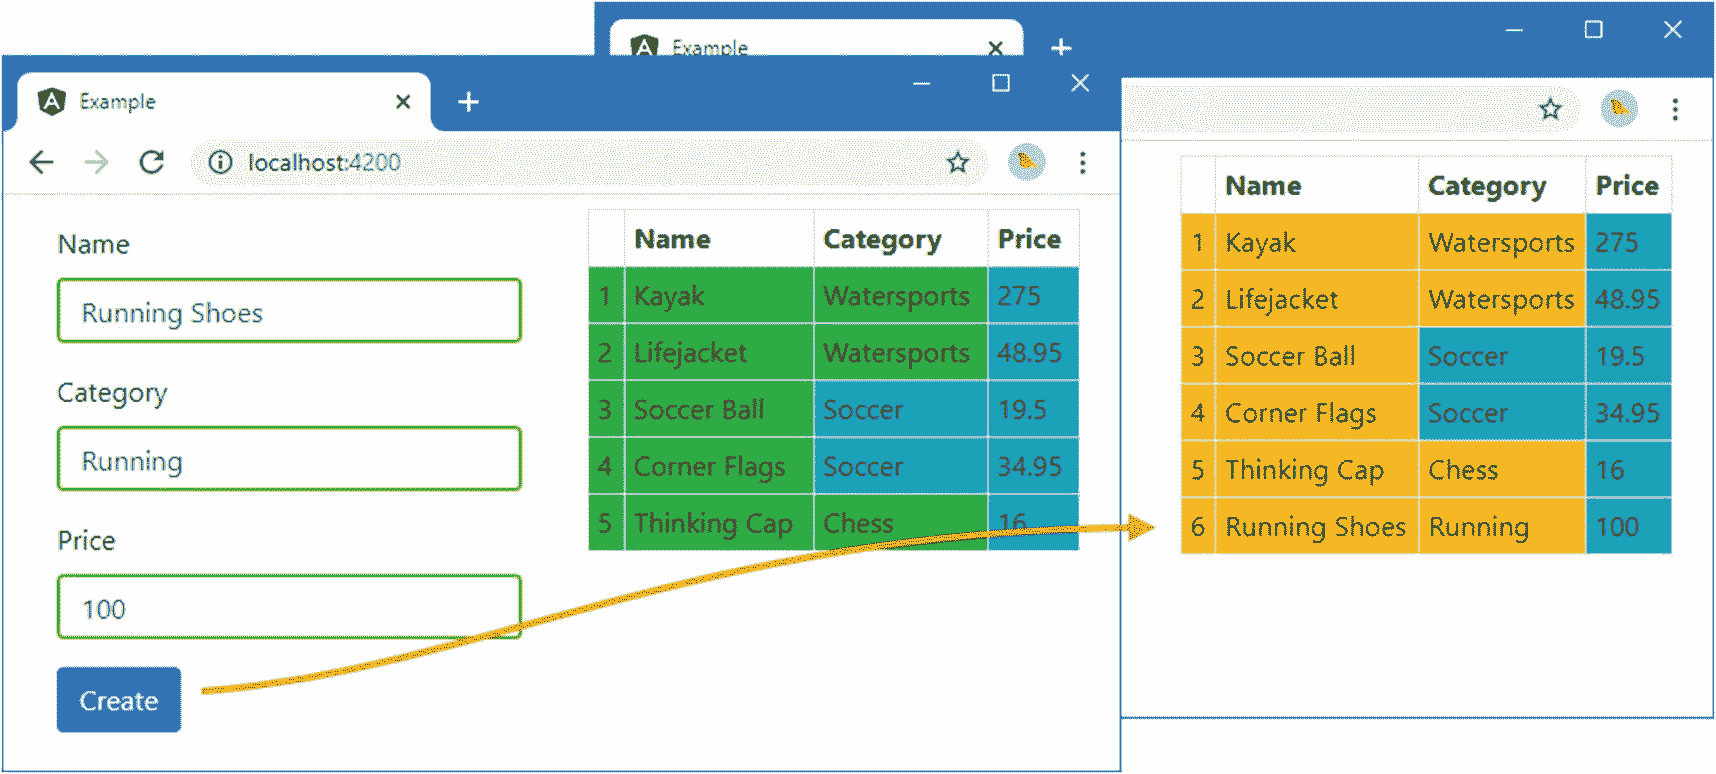 Example
Example
localhost:4200
Name
Running Shoes
Category
Running
Price
100
Create
Name Category Price
1 Kayak Watersports 275
2 Lifejacket Watersports 48.95
3 Soccer Ball Soccer 19.5
4 Corner Flags Soccer 34.95
5 Thinking Cap Chess 16
Name Category Price
1 Kayak Watersports 275
2 Lifejacket Watersports 48.95
3 Soccer Ball Soccer 19.5
4 Corner Flags Soccer 34.95
5 Thinking Cap Chess 16
6 Running Shoes Running 100